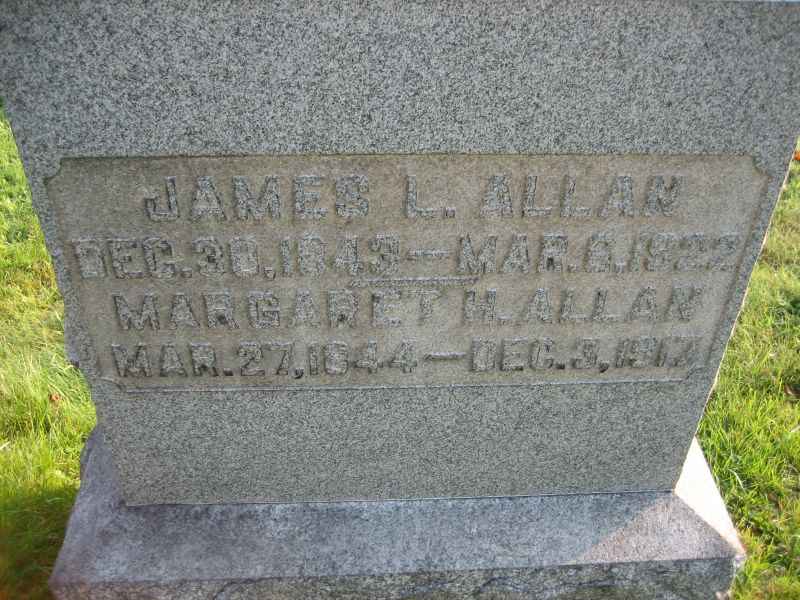 JAMES L. ALLAN
DEC. 30, 1843 — MAR. 6, 1922
MARGARET H. ALLAN
MAR. 27, 1844 — DEC. 3, 1917